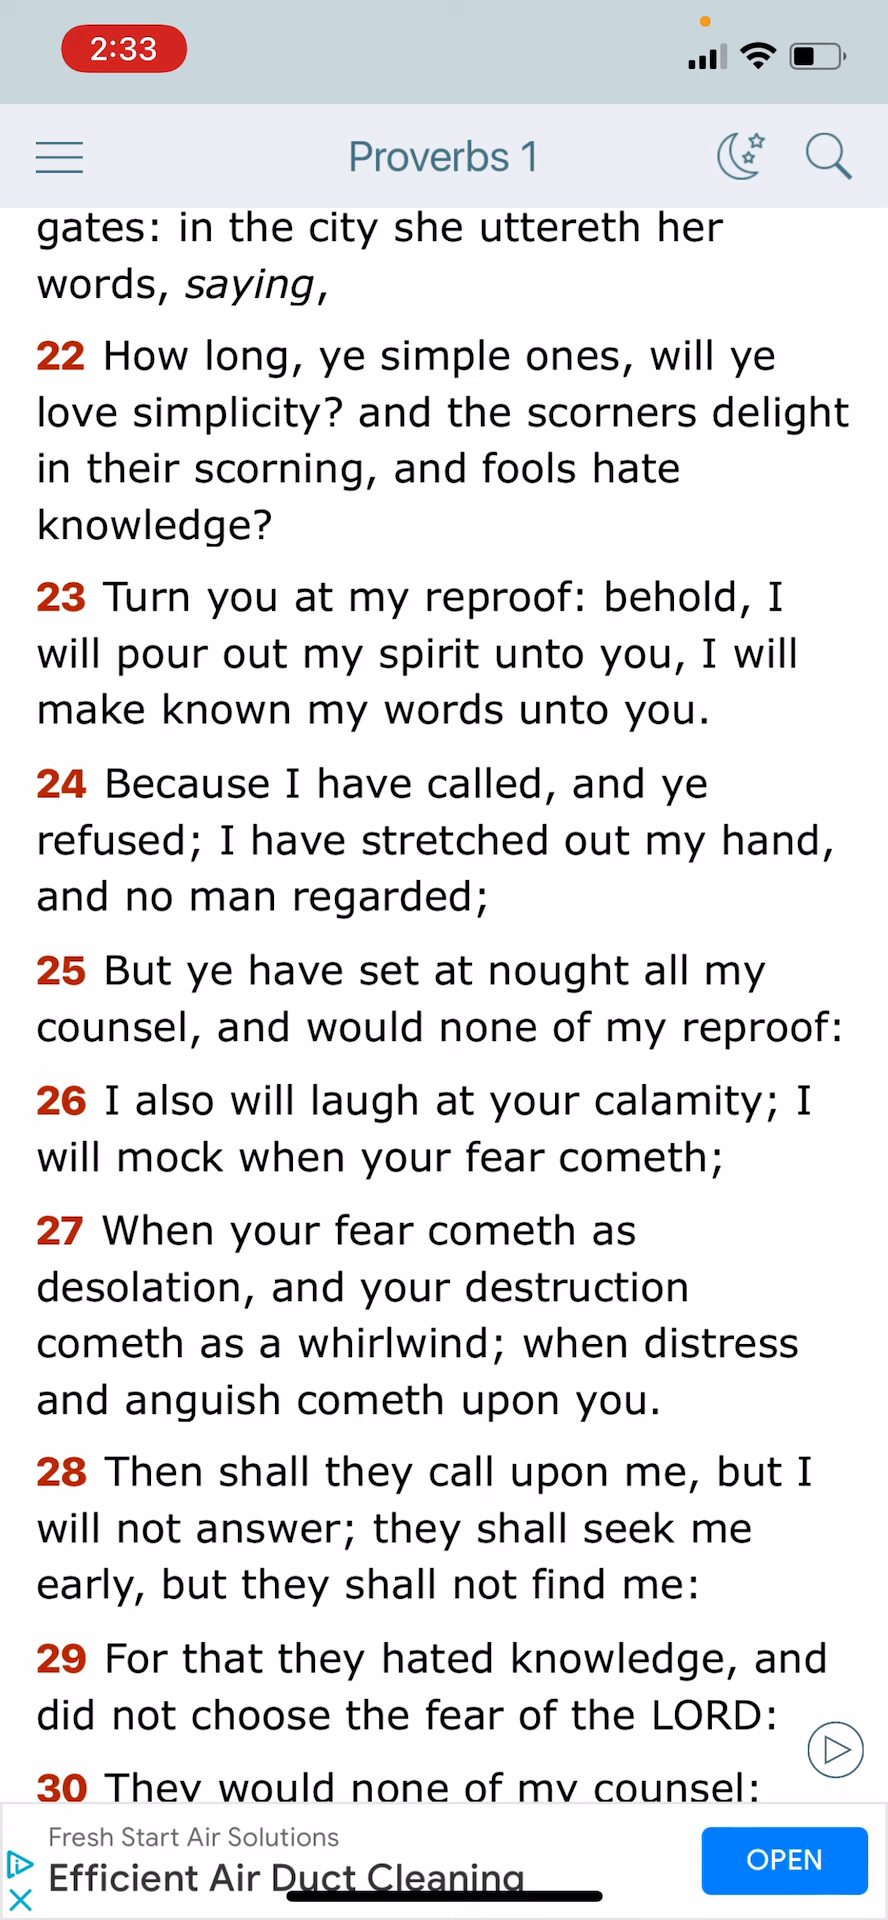 2:33
Proverbs 1
gates: in the city she uttereth her
words, saying,
22 How long, ye simple ones, will ye
love simplicity? and the scorners delight
in their scorning, and fools hate
knowledge?
23 Turn you at my reproof: behold, I
will pour out my spirit unto you, I will
make known my words unto you.
24 Because I have called, and ye
refused; I have stretched out my hand,
and no man regarded;
25 But ye have set at nought all my
counsel, and would none of my reproof:
26 I also will laugh at your calamity; I
will mock when your fear cometh;
27 When your fear cometh as
desolation, and your destruction
cometh as a whirlwind; when distress
and anguish cometh upon you.
28 Then shall they call upon me, but I
will not answer; they shall seek me
early, but they shall not find me:
29 For that they hated knowledge, and
did not choose the fear of the LORD:
30 They would none of my counsel:
Fresh Start Air Solutions
Efficient Air Duct Cleaning
OPEN